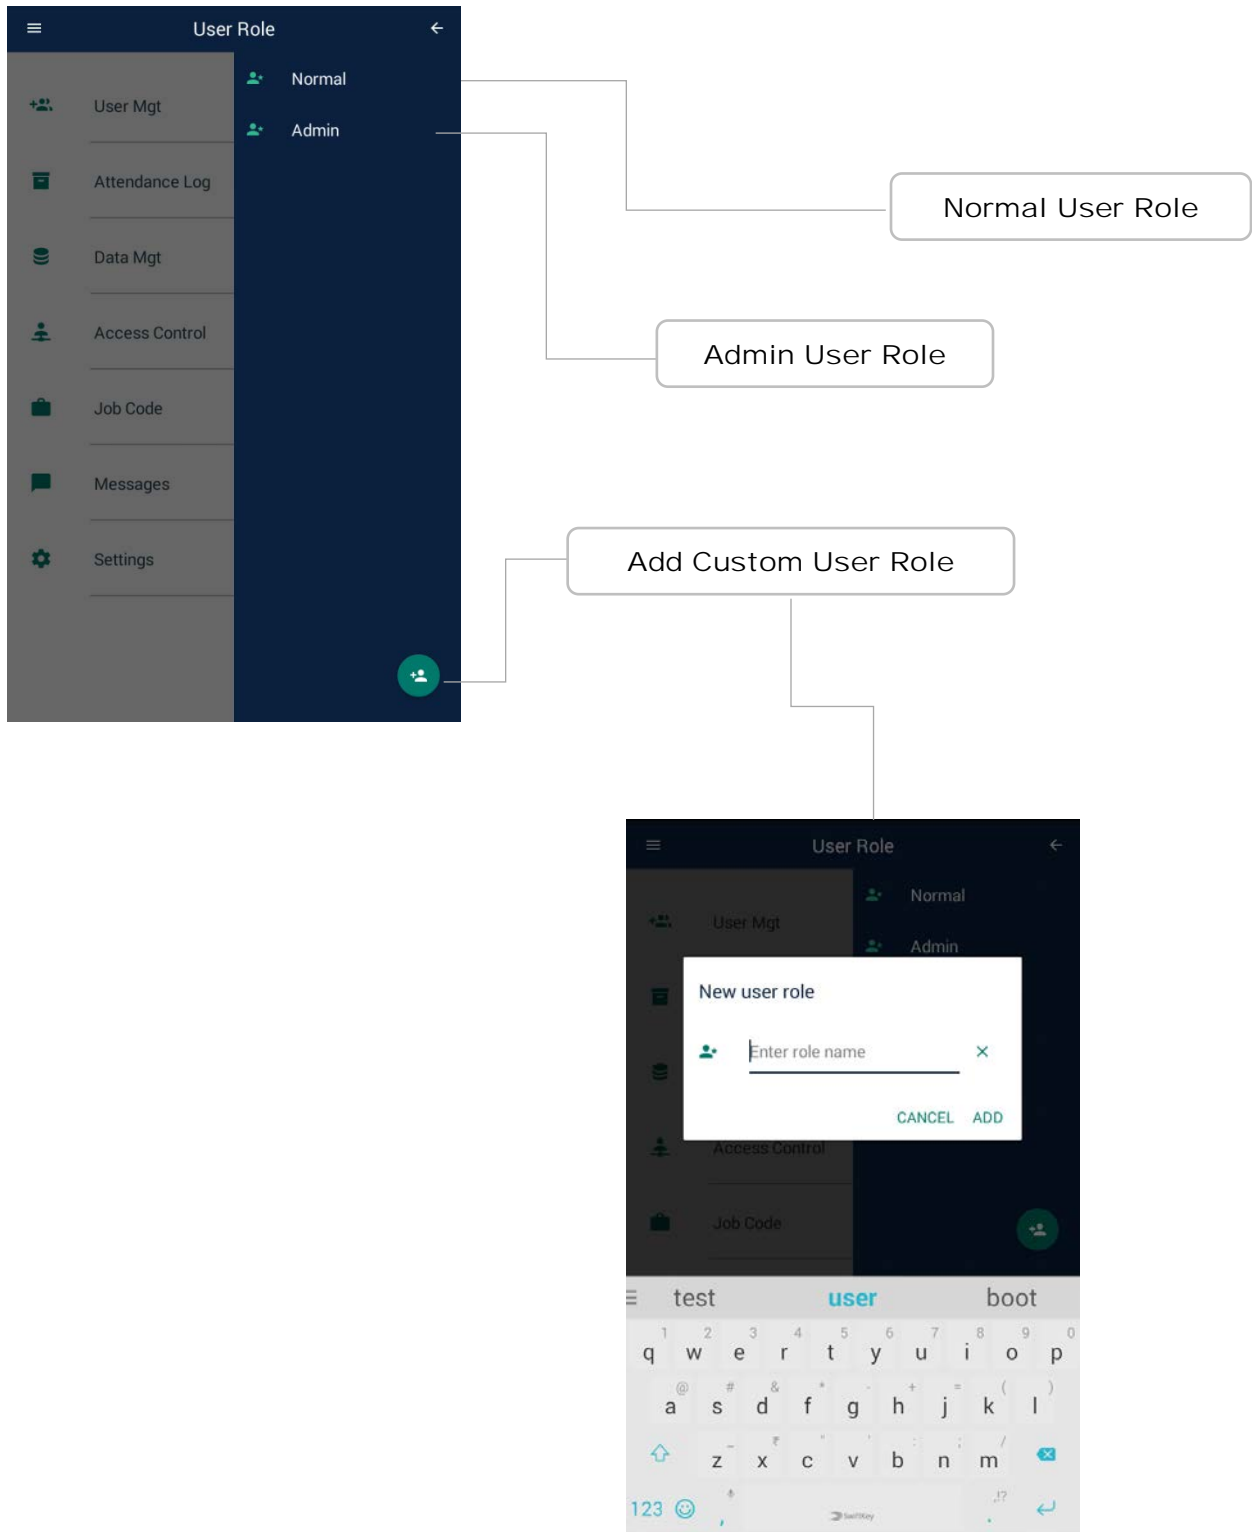 User Role
Normal
User Mgt
Admin
Attendance Log
Normal User Role
Data Mgt
Access Control
Admin User Role
Job Code
Messages
Add Custom User Role
Settings
User Role
Normal
User Mgt
Admin
New user role
Enter role name
CANCEL ADD
Access Control
Job Code
test user boot
1 2 3 4 5 6 7 8 9 0
q w e r t y u i o p
@ # & * - + = ( )
a s d f g h j k l
_ ₹ " ' : ; /
z x c v b n m
123 , SwiftKey ,!? .